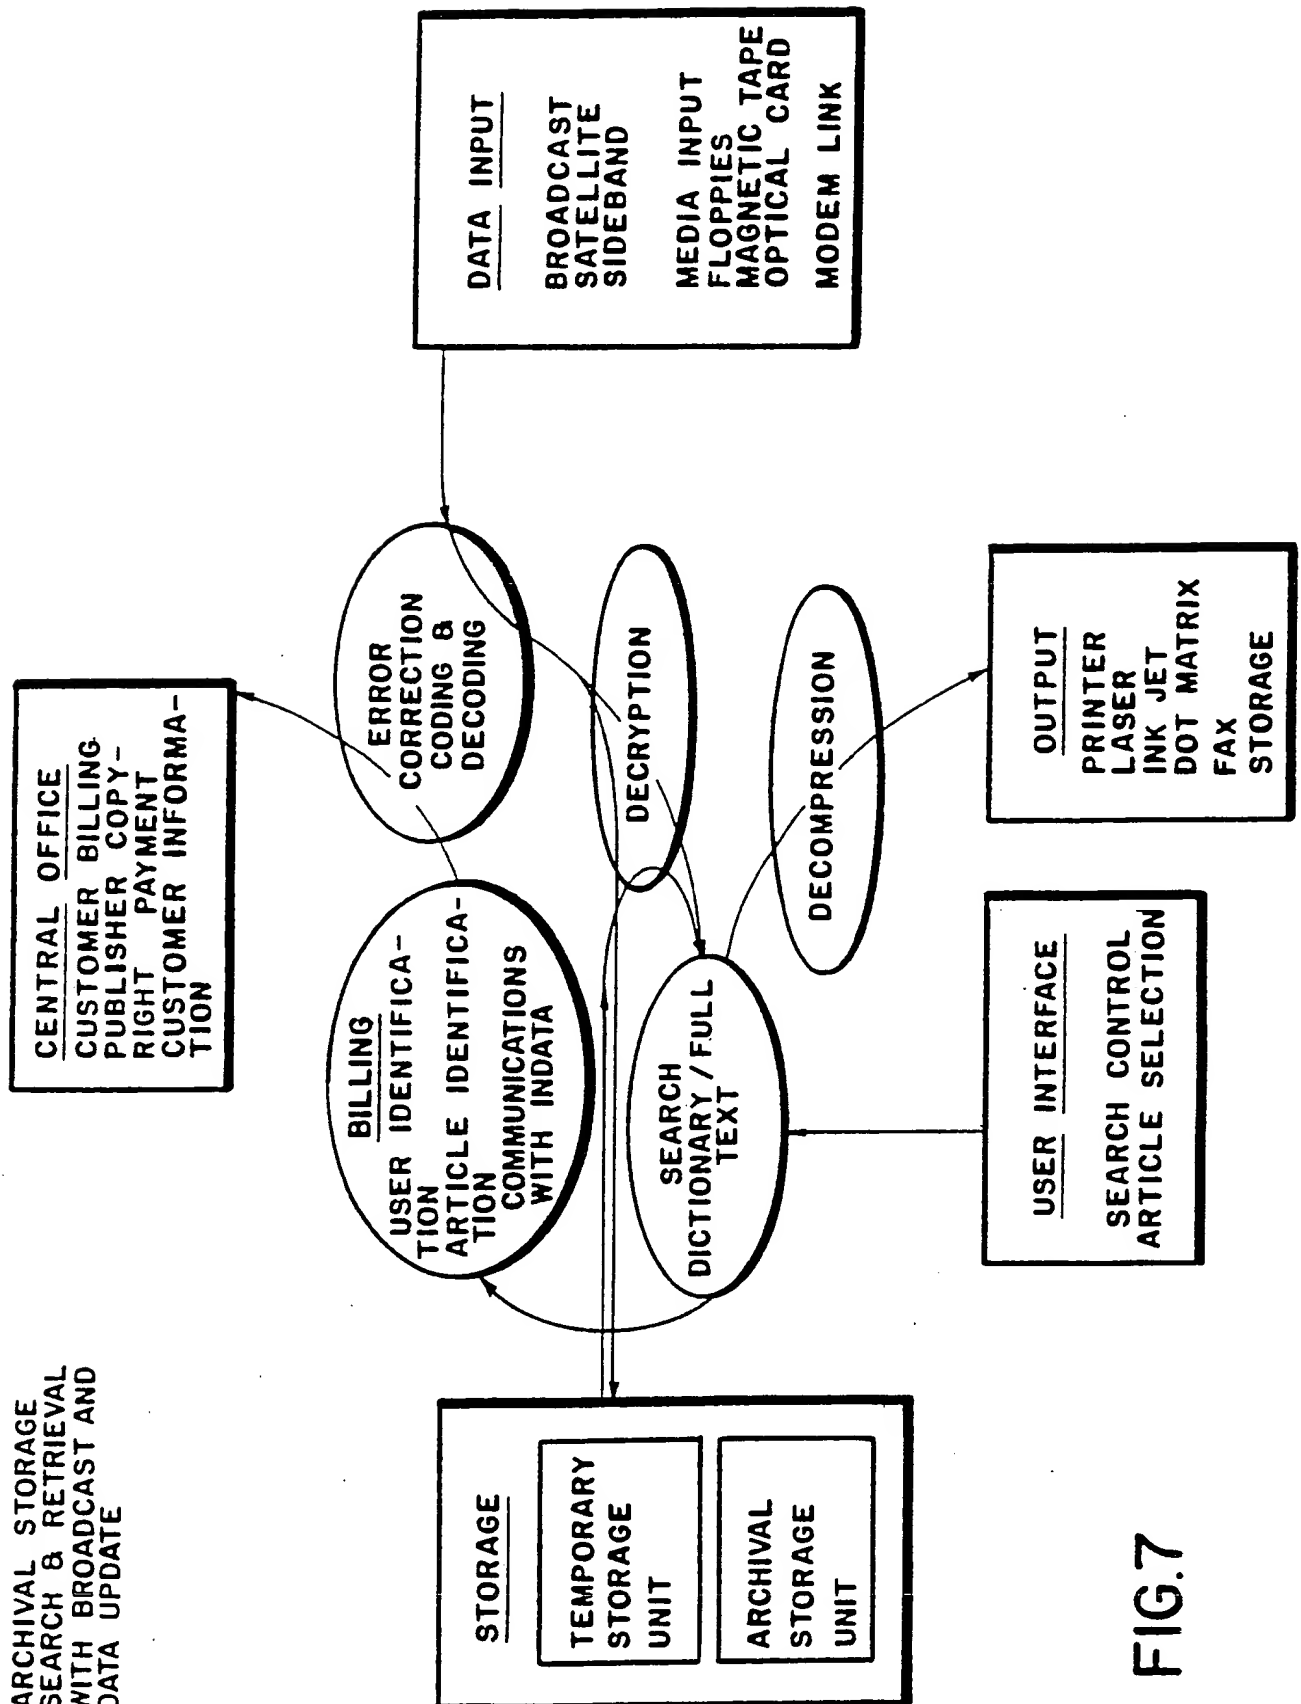 ARCHIVAL STORAGE
SEARCH & RETRIEVAL
WITH BROADCAST AND
DATA UPDATE
CENTRAL OFFICE
CUSTOMER BILLING
PUBLISHER COPY-
RIGHT PAYMENT
CUSTOMER INFORMA-
TION
STORAGE
TEMPORARY
STORAGE
UNIT
ARCHIVAL
STORAGE
UNIT
BILLING
USER IDENTIFICA-
TION
ARTICLE IDENTIFICA-
TION
COMMUNICATIONS
WITH INDATA
ERROR
CORRECTION
CODING &
DECODING
DATA INPUT
BROADCAST
SATELLITE
SIDEBAND
MEDIA INPUT
FLOPPIES
MAGNETIC TAPE
OPTICAL CARD
MODEM LINK
SEARCH
DICTIONARY/FULL
TEXT
DECRYPTION
DECOMPRESSION
USER INTERFACE
SEARCH CONTROL
ARTICLE SELECTION
OUTPUT
PRINTER
LASER
INK JET
DOT MATRIX
FAX
STORAGE
FIG.7